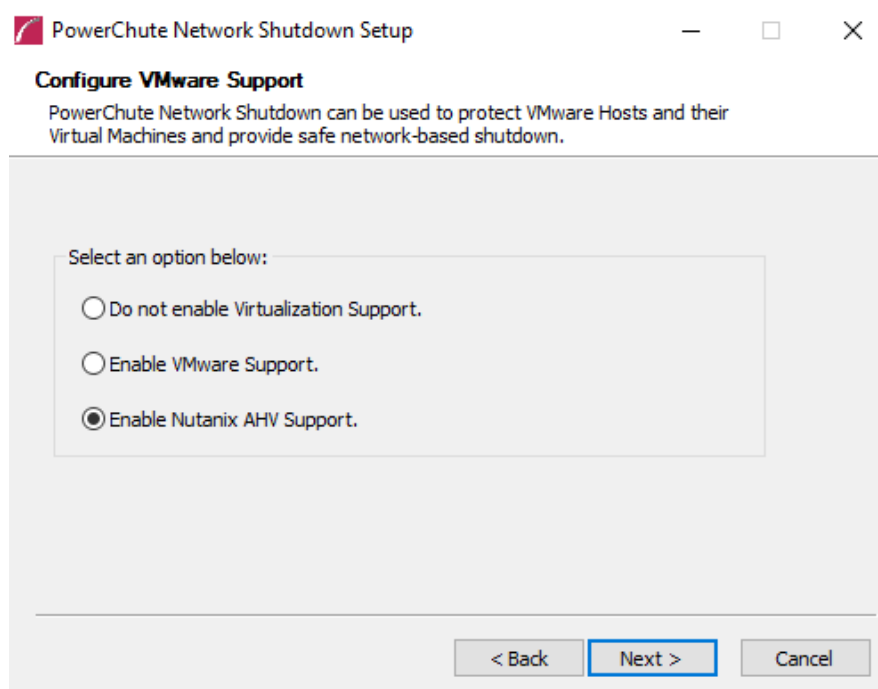 PowerChute Network Shutdown Setup
Configure VMware Support
PowerChute Network Shutdown can be used to protect VMware Hosts and their
Virtual Machines and provide safe network-based shutdown.
Select an option below:
Do not enable Virtualization Support.
Enable VMware Support.
Enable Nutanix AHV Support.
< Back
Next >
Cancel